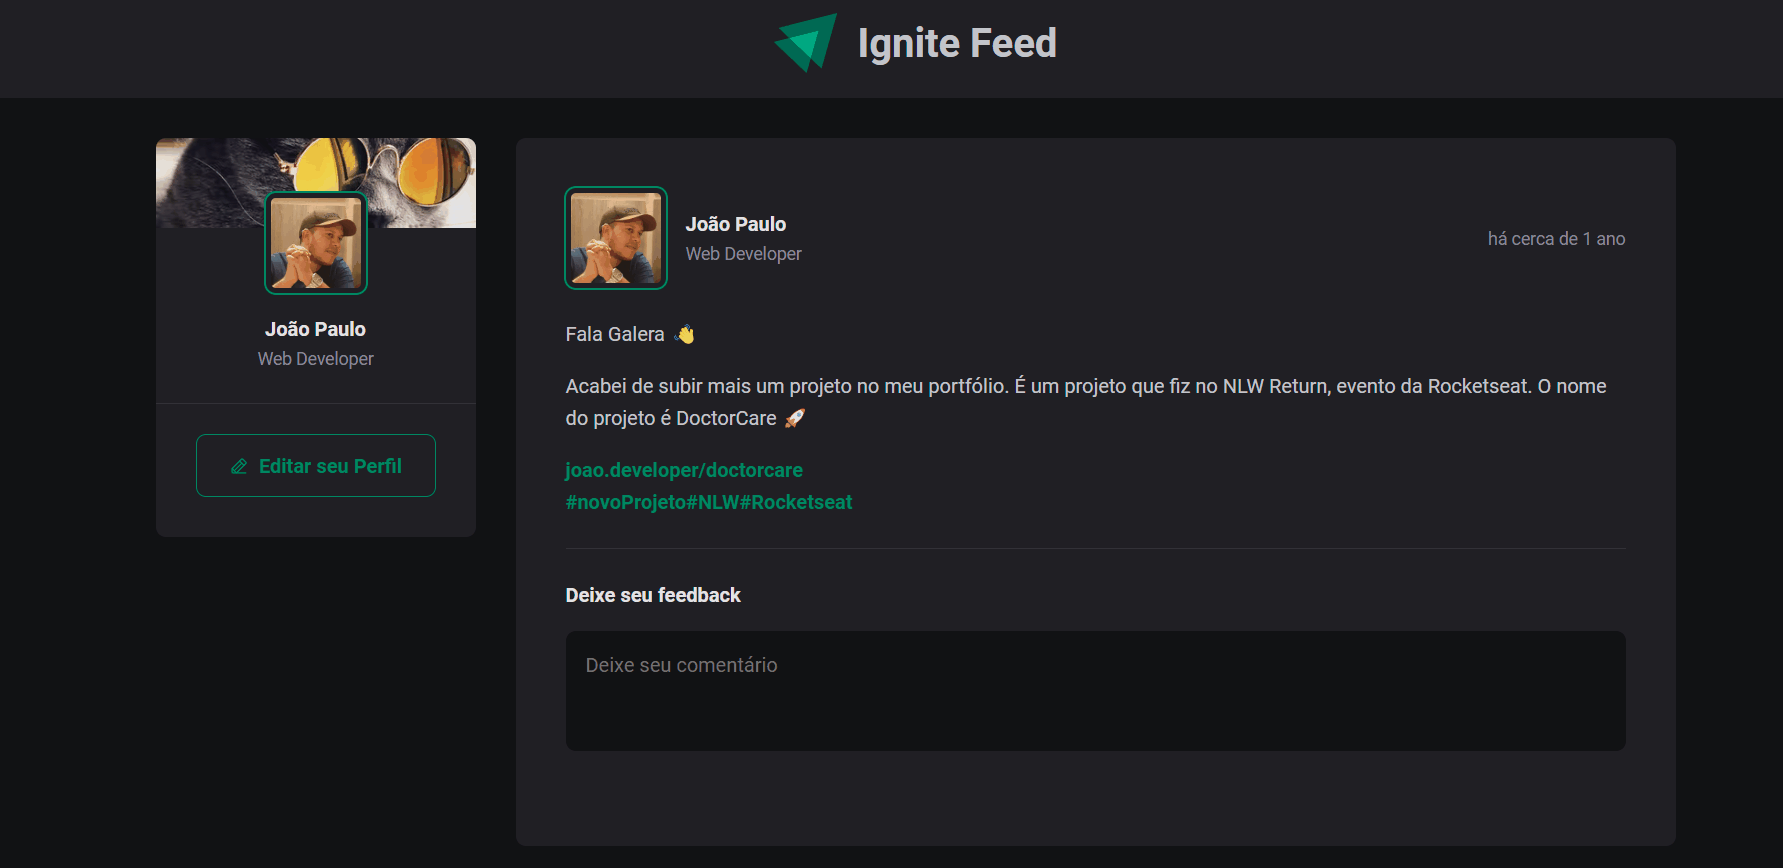 Ignite Feed
João Paulo
Web Developer
Editar seu Perfil
João Paulo
Web Developer
há cerca de 1 ano
Fala Galera 👋
Acabei de subir mais um projeto no meu portfólio. É um projeto que fiz no NLW Return, evento da Rocketseat. O nome
do projeto é DoctorCare 🚀
joao.developer/doctorcare
#novoProjeto#NLW#Rocketseat
Deixe seu feedback
Deixe seu comentário